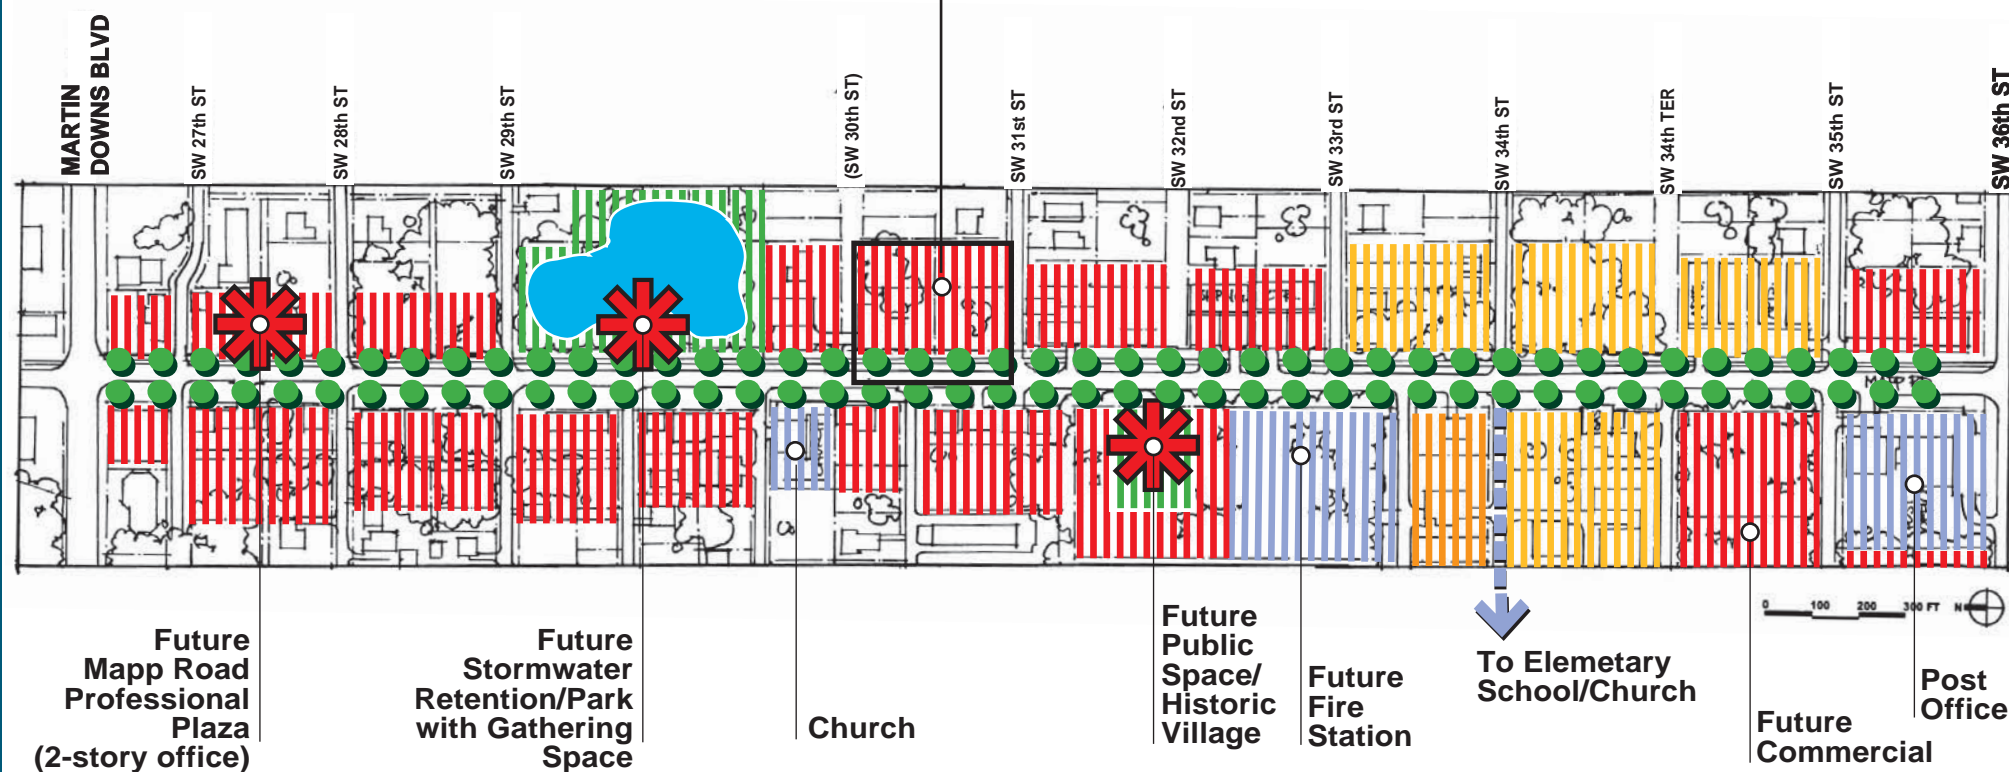 MARTIN
DOWNS BLVD
SW 27th ST
SW 28th ST
SW 29th ST
(SW 30th ST)
SW 31st ST
SW 32nd ST
SW 33rd ST
SW 34th ST
SW 34th TER
SW 35th ST
SW 36th ST
MAPP RD
0 100 200 300 FT N
Future
Mapp Road
Professional
Plaza
(2-story office)
Future
Stormwater
Retention/Park
with Gathering
Space
Church
Future
Public
Space/
Historic
Village
Future
Fire
Station
To Elemetary
School/Church
Future
Commercial
Post
Office